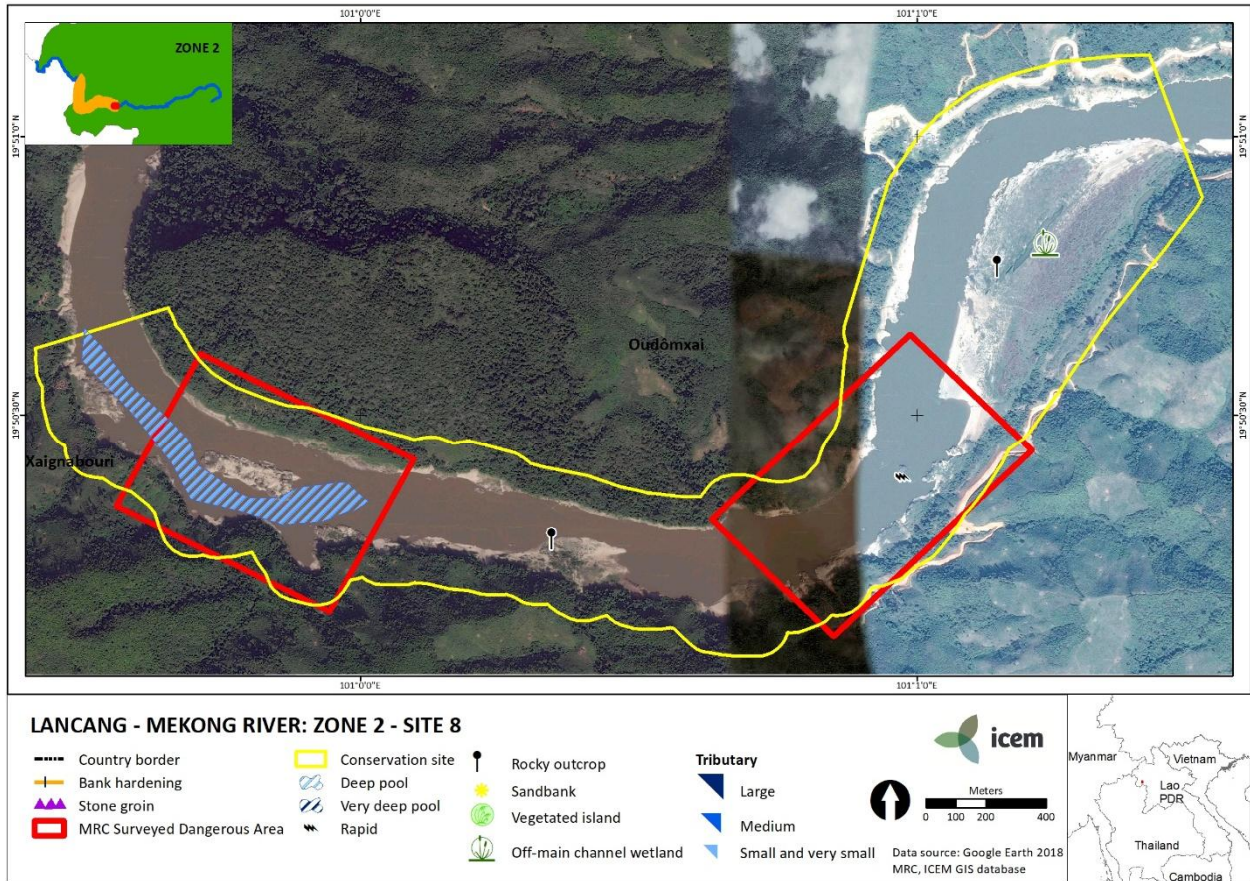 ZONE 2
101°0'0"E
101°1'0"E
19°51'0"N
19°51'0"N
Oudômxai
19°50'30"N
19°50'30"N
Xaignabouri
101°0'0"E
101°1'0"E
LANCANG - MEKONG RIVER: ZONE 2 - SITE 8
Country border
Bank hardening
Stone groin
MRC Surveyed Dangerous Area
Conservation site
Deep pool
Very deep pool
Rapid
Rocky outcrop
Sandbank
Vegetated island
Off-main channel wetland
Tributary
Large
Medium
Small and very small
icem
Meters
0 100 200 400
Data source: Google Earth 2018
MRC, ICEM GIS database
Myanmar
Vietnam
Lao
PDR
Thailand
Cambodia